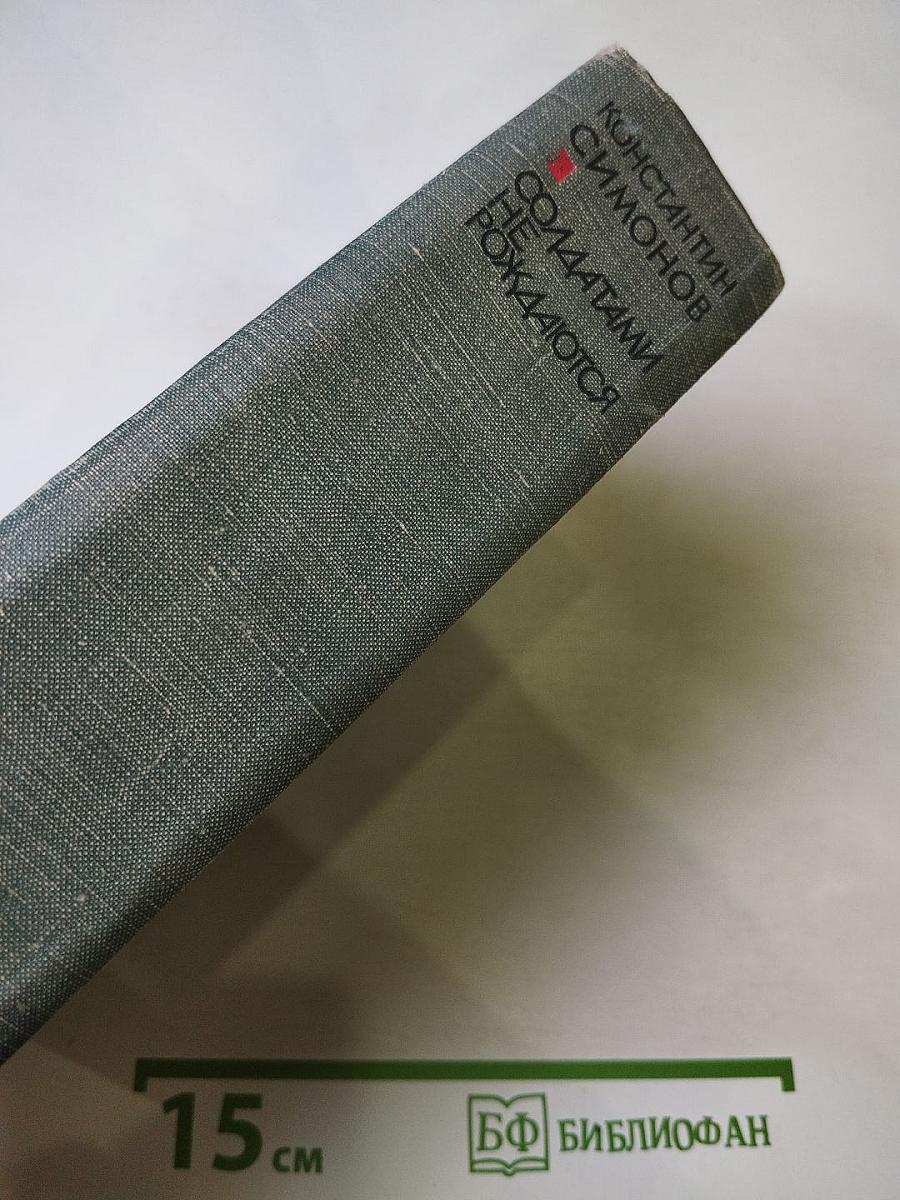 КОНСТАНТИН
СИМОНОВ
СОЛДАТАМИ
НЕ
РОЖДАЮТСЯ
15 см
БФ БИБЛИОФАН